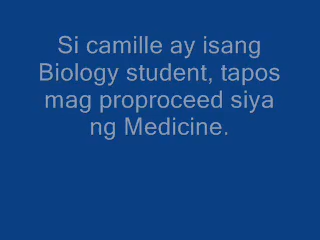 Si camille ay isang
Biology student, tapos
mag proproceed siya
ng Medicine.